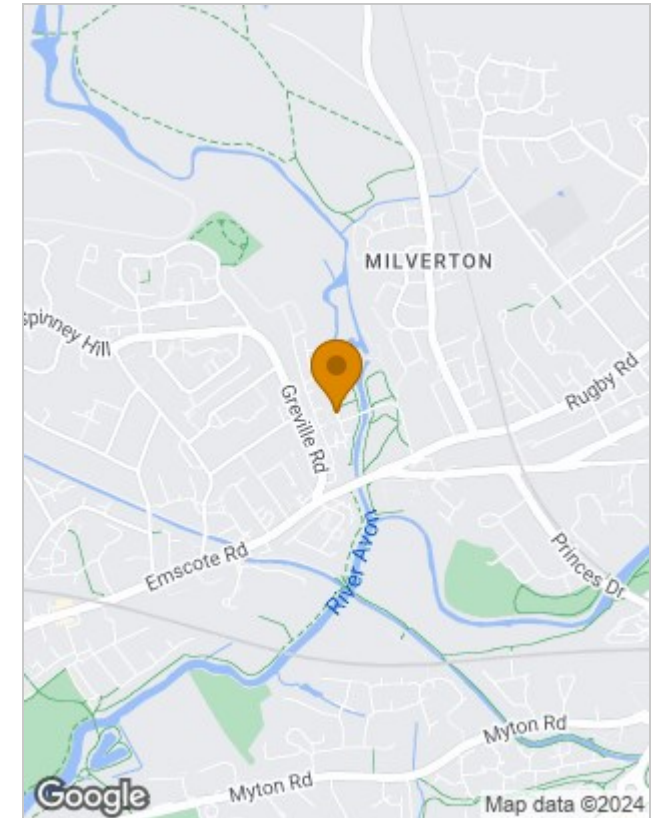 MILVERTON
Spinney Hill
Rugby Rd
Greville Rd
Emscote Rd
River Avon
Princes Dr
Myton Rd
Myton Rd
Google
Map data ©2024